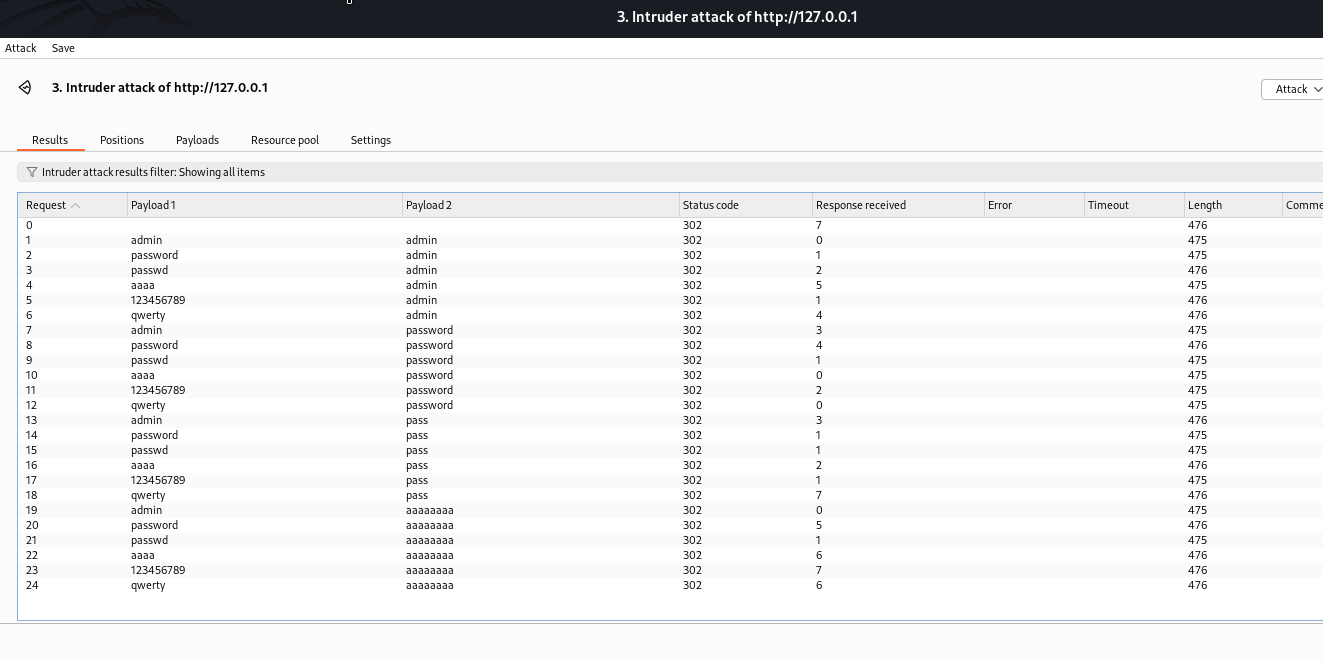 3. Intruder attack of http://127.0.0.1
Attack Save
3. Intruder attack of http://127.0.0.1
Attack
Results Positions Payloads Resource pool Settings
Intruder attack results filter: Showing all items
Request Payload 1 Payload 2 Status code Response received Error Timeout Length Comme
0 302 7 476
1 admin admin 302 0 475
2 password admin 302 1 475
3 passwd admin 302 2 476
4 aaaa admin 302 5 475
5 123456789 admin 302 1 476
6 qwerty admin 302 4 476
7 admin password 302 3 475
8 password password 302 4 476
9 passwd password 302 1 475
10 aaaa password 302 0 475
11 123456789 password 302 2 475
12 qwerty password 302 0 475
13 admin pass 302 3 476
14 password pass 302 1 475
15 passwd pass 302 1 475
16 aaaa pass 302 2 476
17 123456789 pass 302 1 475
18 qwerty pass 302 7 476
19 admin aaaaaaaa 302 0 475
20 password aaaaaaaa 302 5 476
21 passwd aaaaaaaa 302 1 475
22 aaaa aaaaaaaa 302 6 476
23 123456789 aaaaaaaa 302 7 476
24 qwerty aaaaaaaa 302 6 476